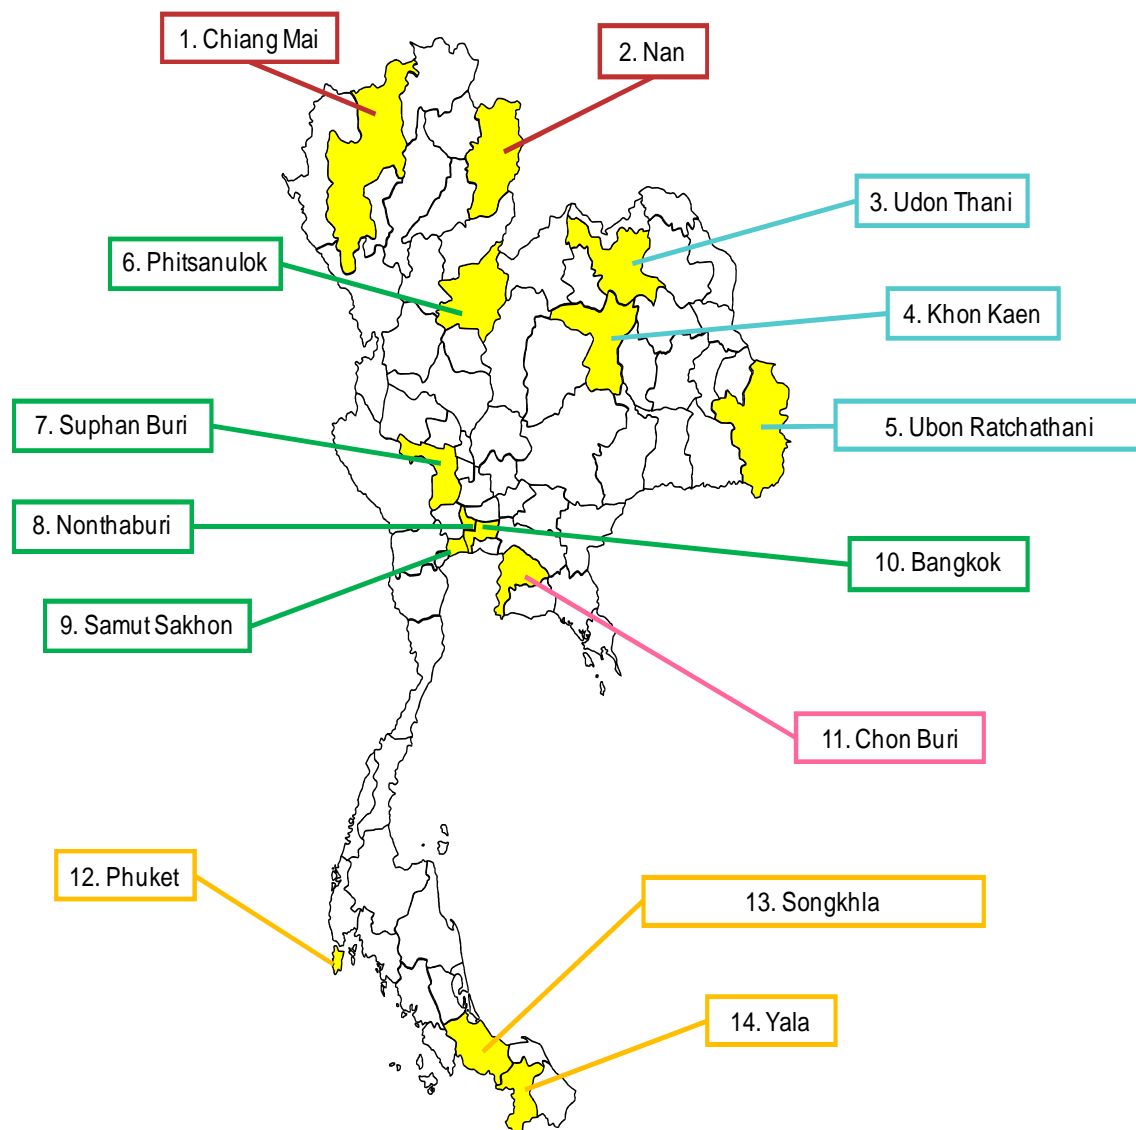 1. Chiang Mai
2. Nan
3. Udon Thani
6. Phitsanulok
4. Khon Kaen
7. Suphan Buri
5. Ubon Ratchathani
8. Nonthaburi
10. Bangkok
9. Samut Sakhon
11. Chon Buri
12. Phuket
13. Songkhla
14. Yala